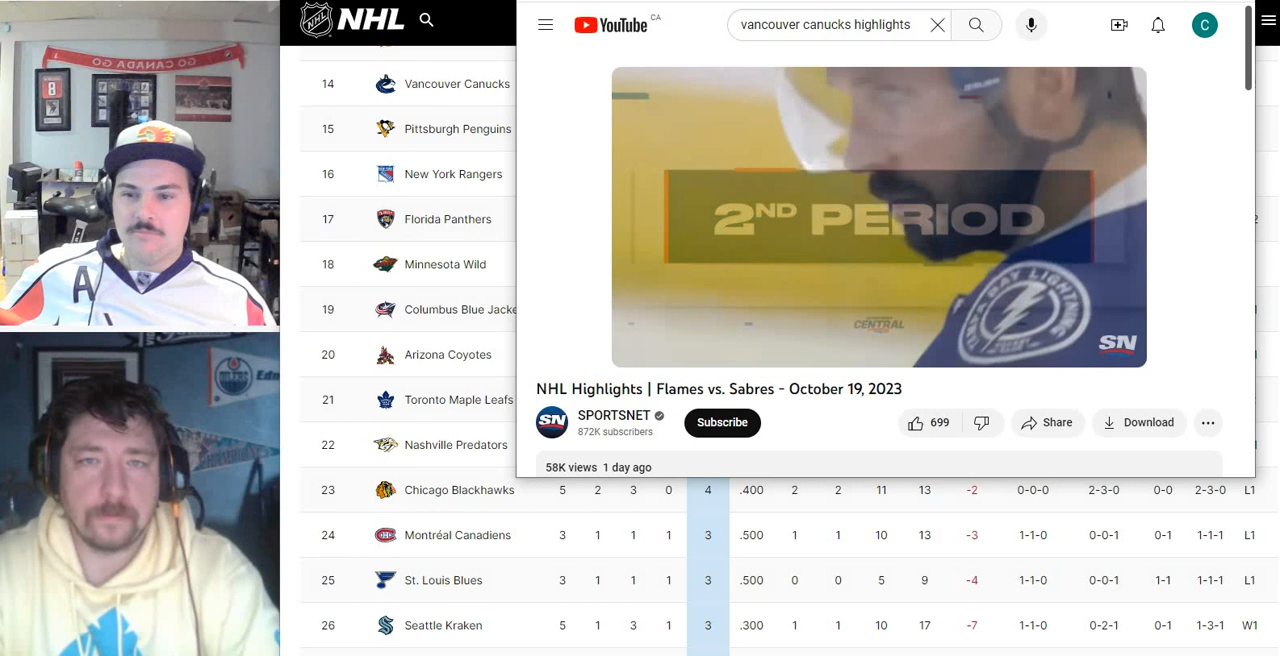 GO CANADA GO
8
A
OILERS
Edm
NHL
14 Vancouver Canucks
15 Pittsburgh Penguins
16 New York Rangers
17 Florida Panthers
18 Minnesota Wild
19 Columbus Blue Jacke
20 Arizona Coyotes
21 Toronto Maple Leafs
22 Nashville Predators
23 Chicago Blackhawks 5 2 3 0 4 .400 2 2 11 13 -2 0-0-0 2-3-0 0-0 2-3-0 L1
24 Montréal Canadiens 3 1 1 1 3 .500 1 1 10 13 -3 1-1-0 0-0-1 0-1 1-1-1 L1
25 St. Louis Blues 3 1 1 1 3 .500 0 0 5 9 -4 1-1-0 0-0-1 1-1 1-1-1 L1
26 Seattle Kraken 5 1 3 1 3 .300 1 1 10 17 -7 1-1-0 0-2-1 0-1 1-3-1 W1
YouTube CA
vancouver canucks highlights
C
2ND PERIOD
CENTRAL
TAMPA BAY LIGHTNING
SN
NHL Highlights | Flames vs. Sabres - October 19, 2023
SN SPORTSNET
872K subscribers
Subscribe
699
Share
Download
58K views 1 day ago